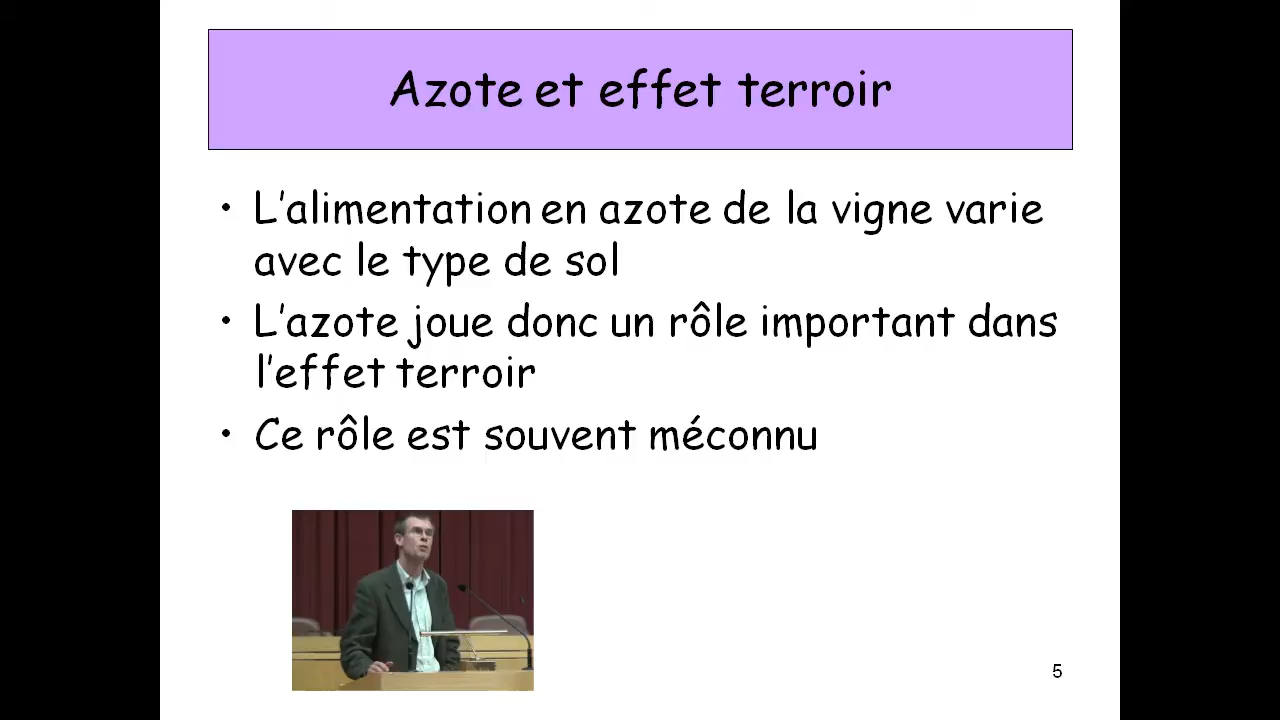 Azote et effet terroir
• L'alimentation en azote de la vigne varie
avec le type de sol
• L'azote joue donc un rôle important dans
l'effet terroir
• Ce rôle est souvent méconnu
5